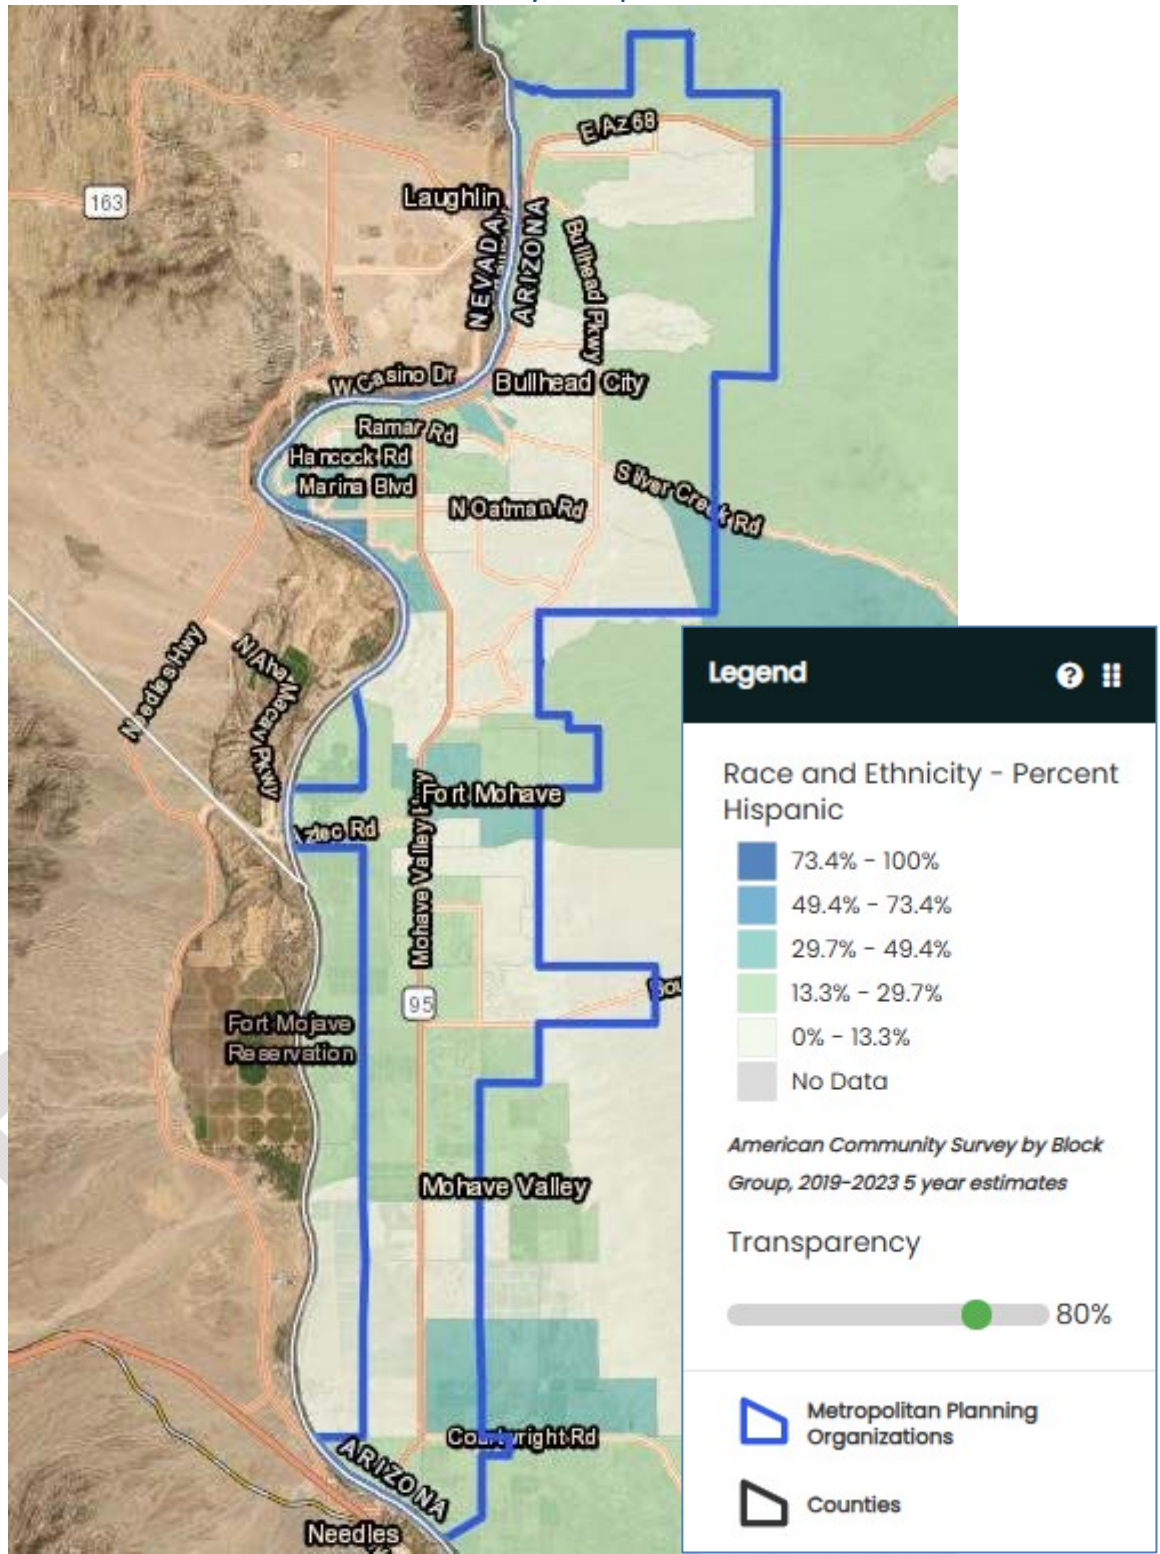 E Az 68
163
Laughlin
NEVADA
ARIZONA
Bullhead Pkwy
W Casino Dr
Bullhead City
Ramar Rd
Hancock Rd
Marina Blvd
Silver Creek Rd
N Oatman Rd
Needles Hwy
N Aha Macav Pkwy
Fort Mohave
Aztec Rd
Mohave Valley Hwy
95
Fort Mojave
Reservation
Mohave Valley
Courtwright Rd
ARIZONA
Needles
Legend
?
Race and Ethnicity - Percent
Hispanic
73.4% - 100%
49.4% - 73.4%
29.7% - 49.4%
13.3% - 29.7%
0% - 13.3%
No Data
American Community Survey by Block
Group, 2019-2023 5 year estimates
Transparency
80%
Metropolitan Planning
Organizations
Counties